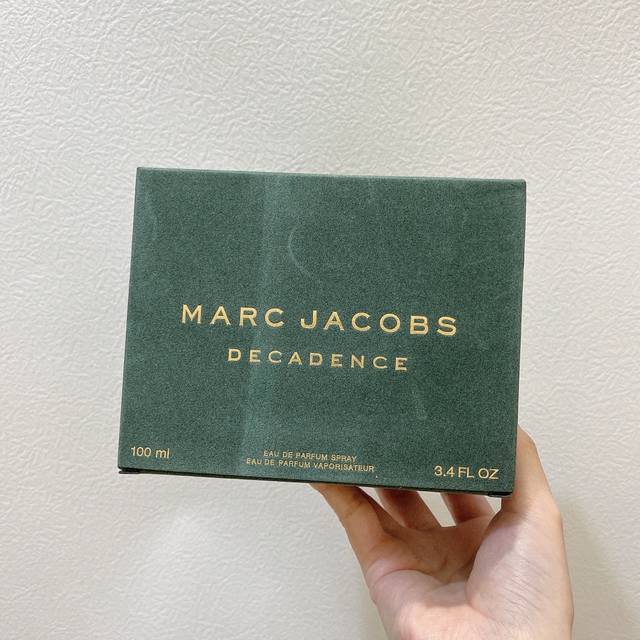 MARC JACOBS
DECADENCE
EAU DE PARFUM SPRAY
EAU DE PARFUM VAPORISATEUR
100 ml
3.4 FL OZ